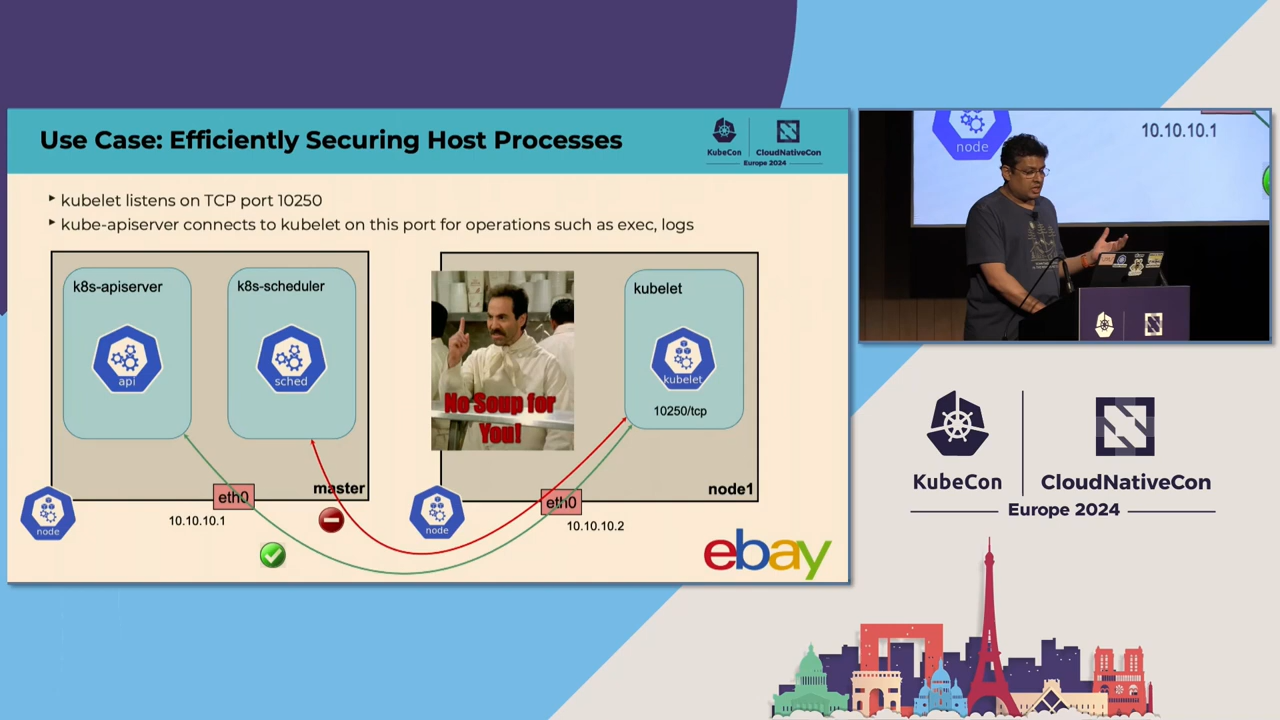 Use Case: Efficiently Securing Host Processes
KubeCon
CloudNativeCon
Europe 2024
kubelet listens on TCP port 10250
kube-apiserver connects to kubelet on this port for operations such as exec, logs
k8s-apiserver
api
k8s-scheduler
sched
master
eth0
10.10.10.1
node
No Soup for
You!
kubelet
kubelet
10250/tcp
node1
eth0
10.10.10.2
node
ebay
node
10.10.10.1
KubeCon
CloudNativeCon
Europe 2024